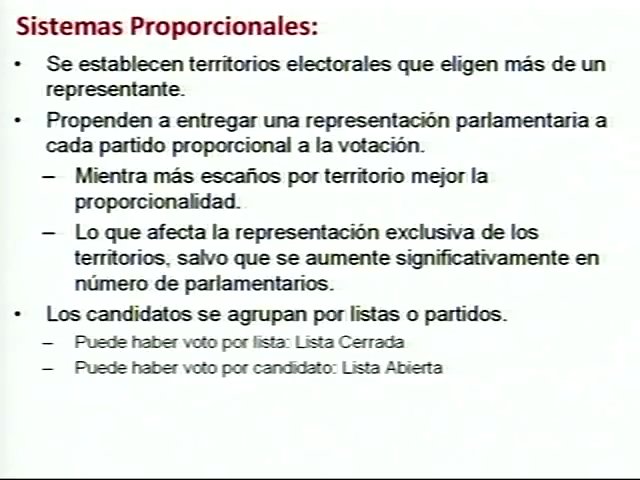 Sistemas Proporcionales:
• Se establecen territorios electorales que eligen más de un
representante.
• Propenden a entregar una representación parlamentaria a
cada partido proporcional a la votación.
– Mientra más escaños por territorio mejor la
proporcionalidad.
– Lo que afecta la representación exclusiva de los
territorios, salvo que se aumente significativamente en
número de parlamentarios.
• Los candidatos se agrupan por listas o partidos.
– Puede haber voto por lista: Lista Cerrada
– Puede haber voto por candidato: Lista Abierta